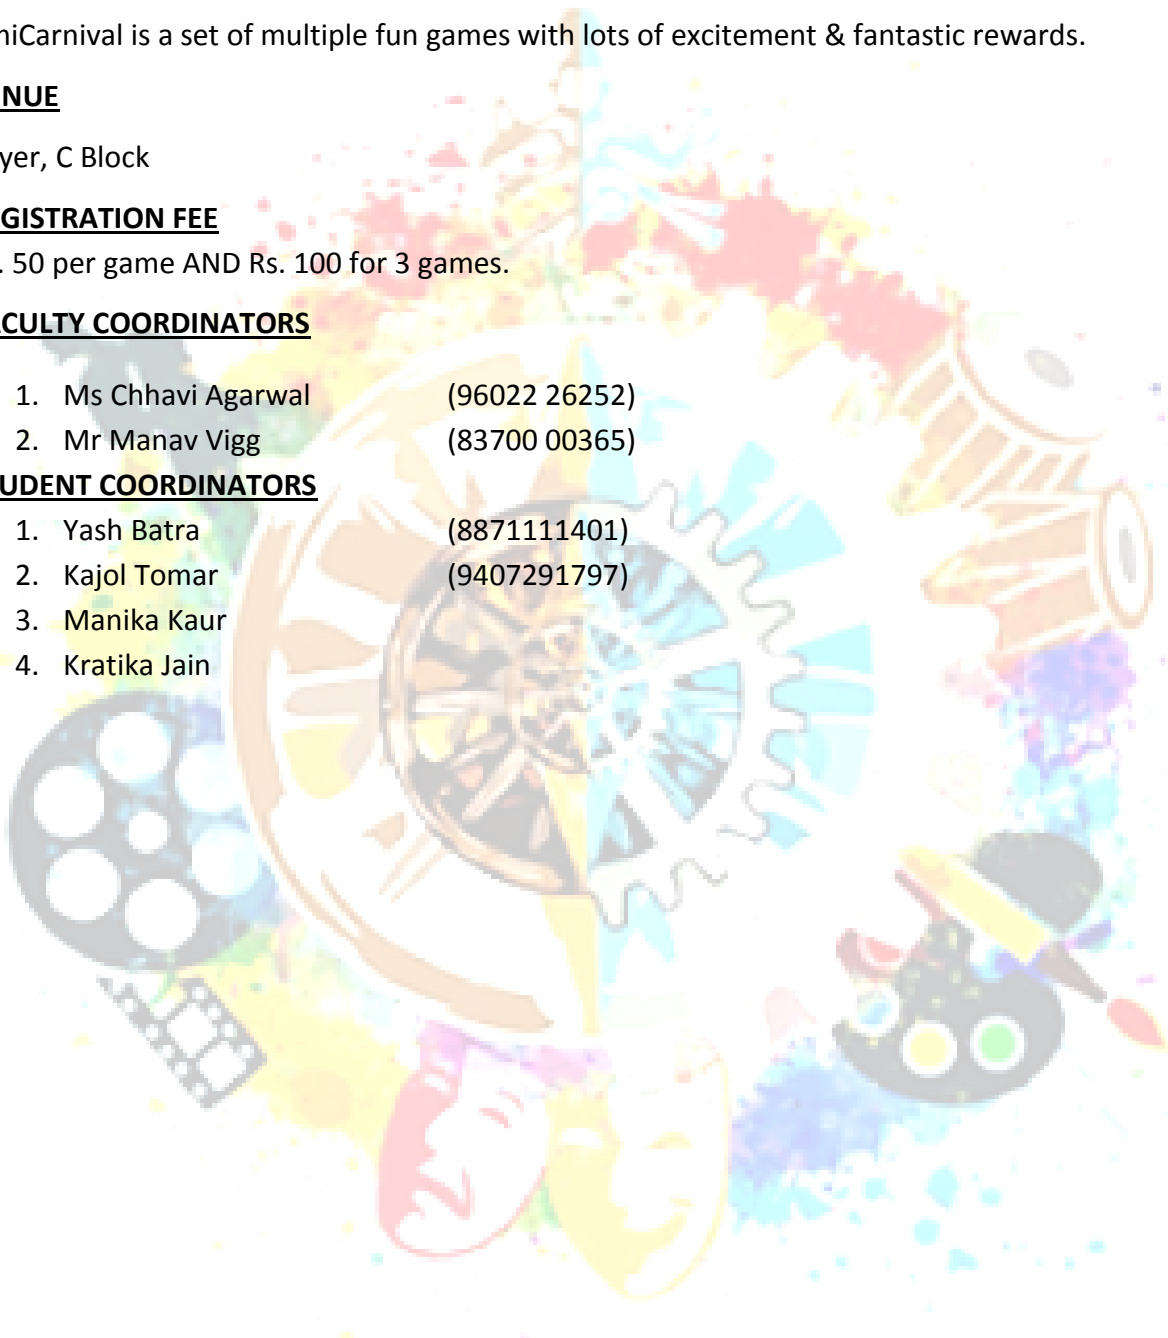 niCarnival is a set of multiple fun games with lots of excitement & fantastic rewards.
NUE
yer, C Block
GISTRATION FEE
. 50 per game AND Rs. 100 for 3 games.
CULTY COORDINATORS
1. Ms Chhavi Agarwal (96022 26252)
2. Mr Manav Vigg (83700 00365)
UDENT COORDINATORS
1. Yash Batra (8871111401)
2. Kajol Tomar (9407291797)
3. Manika Kaur
4. Kratika Jain